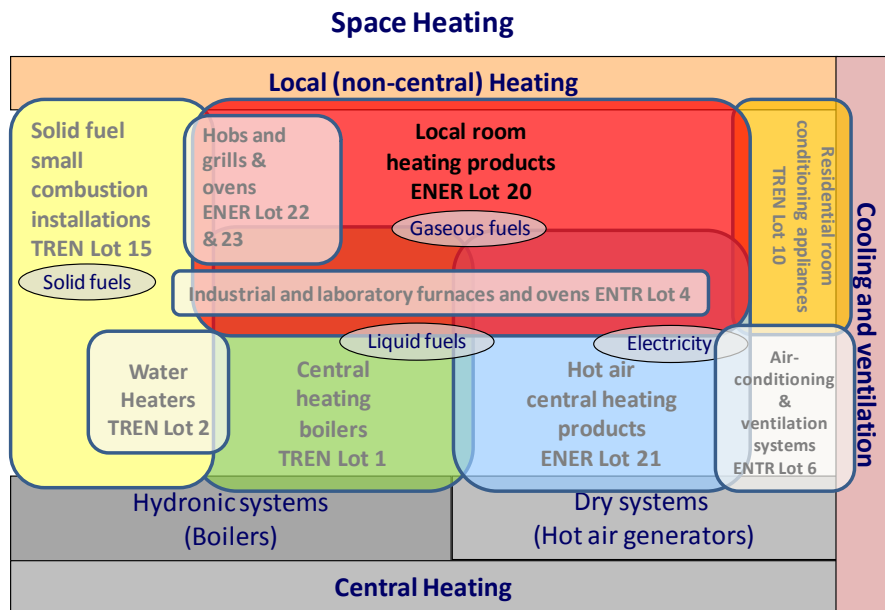 Space Heating
Local (non-central) Heating
Solid fuel
small
combustion
installations
TREN Lot 15
Solid fuels
Hobs and
grills &
ovens
ENER Lot 22
& 23
Local room
heating products
ENER Lot 20
Gaseous fuels
Residential room
conditioning appliances
TREN Lot 10
Cooling and ventilation
Industrial and laboratory furnaces and ovens ENTR Lot 4
Liquid fuels
Electricity
Water
Heaters
TREN Lot 2
Central
heating
boilers
TREN Lot 1
Hot air
central heating
products
ENER Lot 21
Air-
conditioning
&
ventilation
systems
ENTR Lot 6
Hydronic systems
(Boilers)
Dry systems
(Hot air generators)
Central Heating